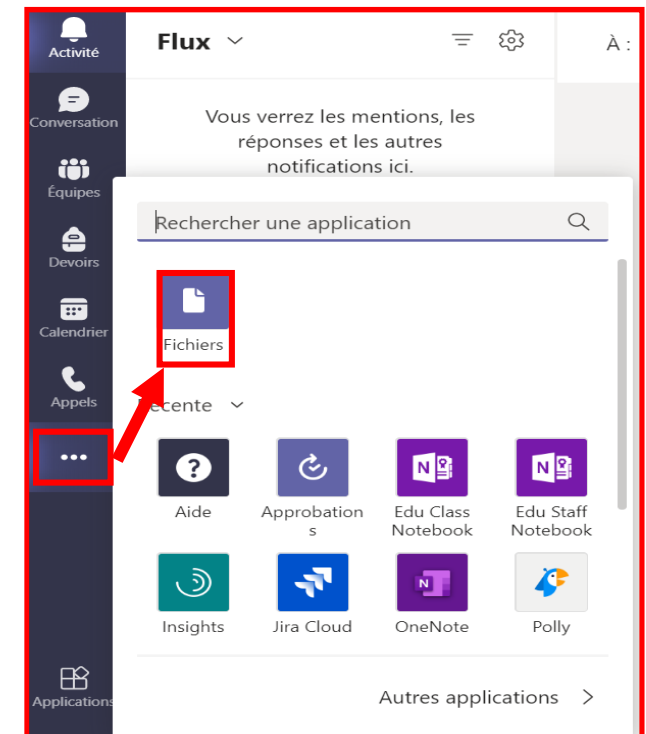 Activité
Flux
À :
Conversation
Vous verrez les mentions, les
réponses et les autres
notifications ici.
Équipes
Rechercher une application
Devoirs
Calendrier
Fichiers
Appels
écente
Aide
Approbation
s
Edu Class
Notebook
Edu Staff
Notebook
Insights
Jira Cloud
OneNote
Polly
Applications
Autres applications